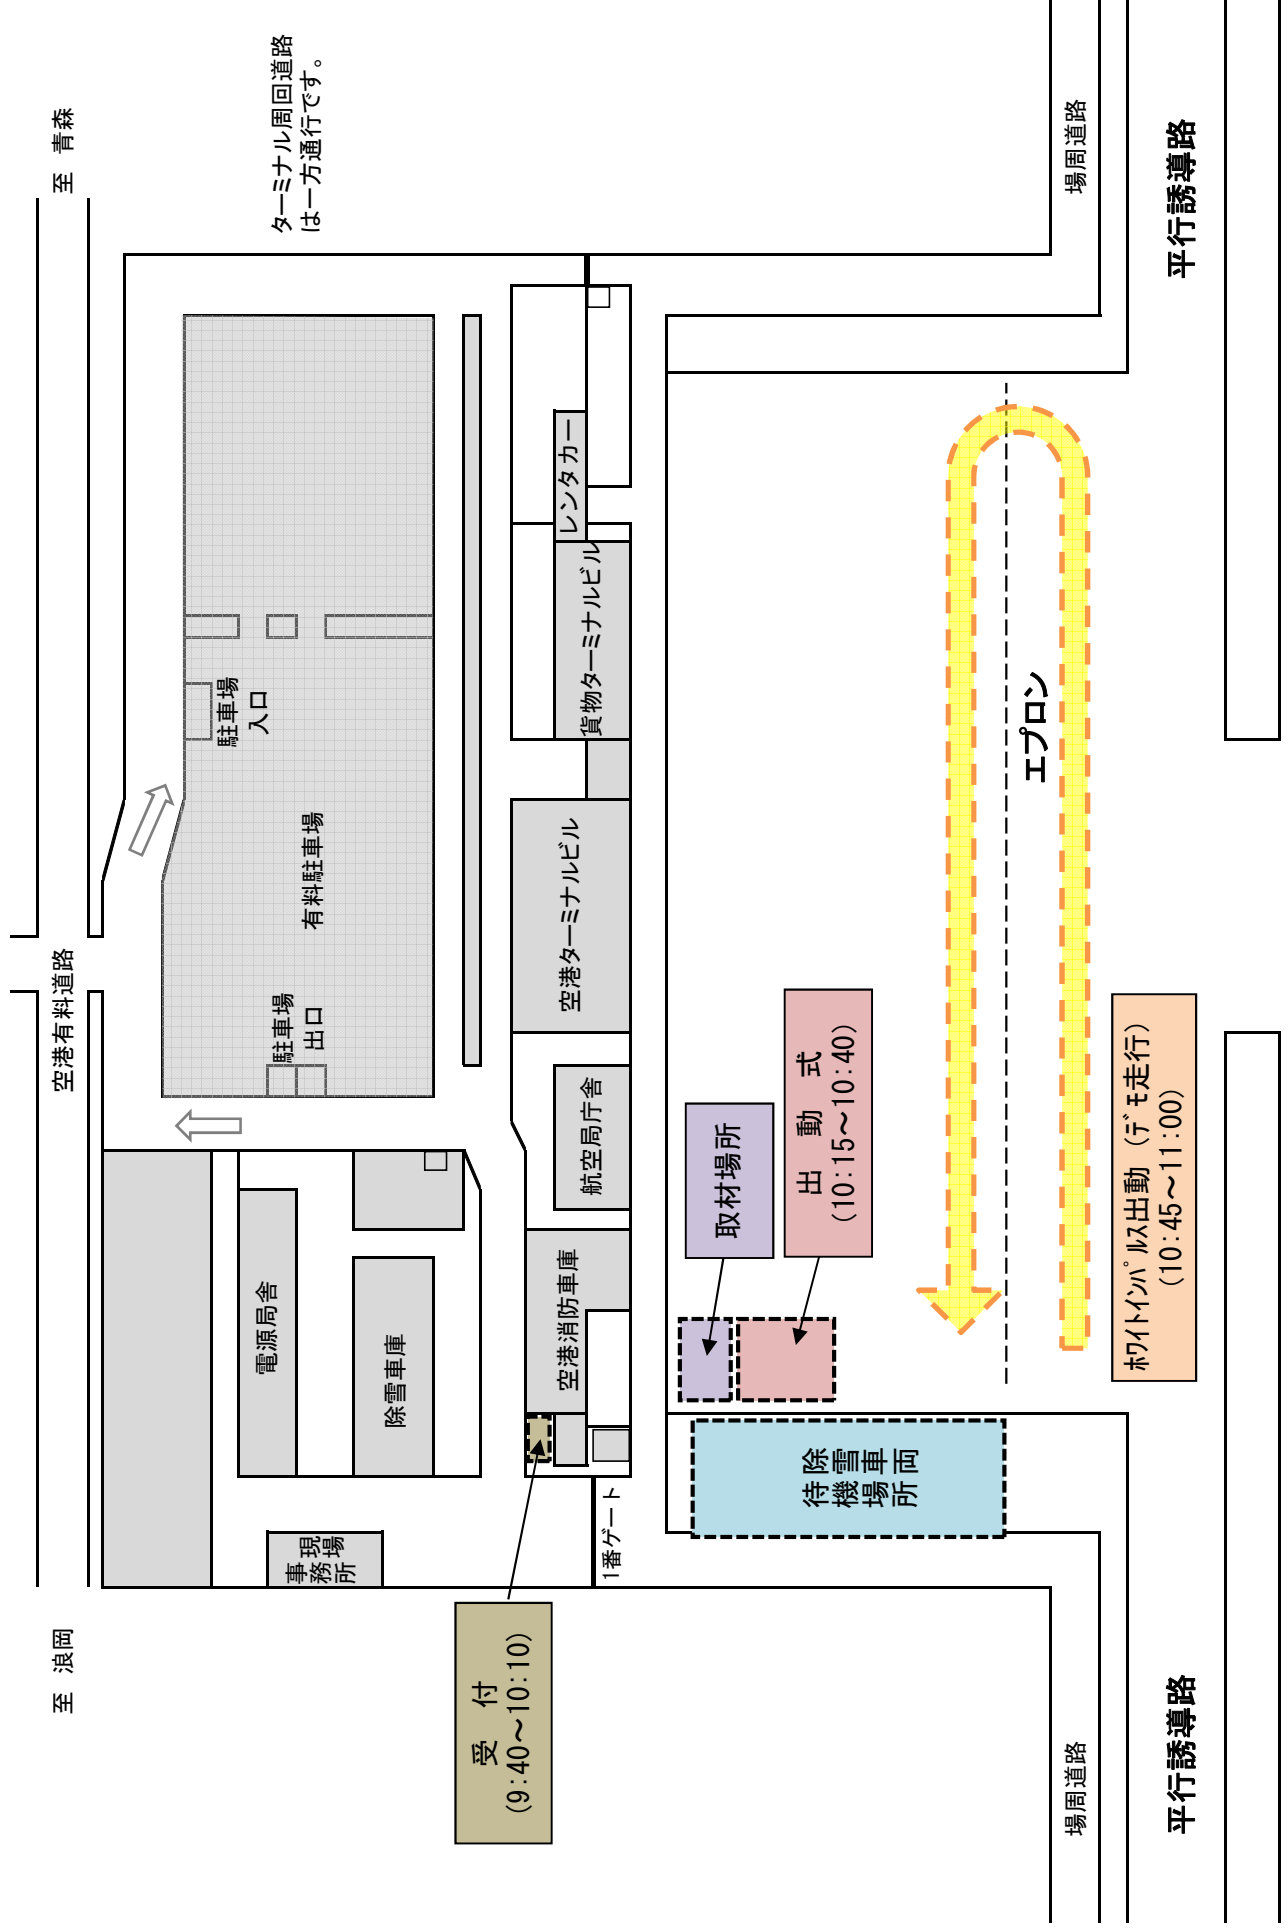 至　浪岡
空港有料道路
至　青森
ターミナル周回道路
は一方通行です。
駐車場
入口
有料駐車場
駐車場
出口
電源局舎
除雪車庫
現場
事務所
レンタカー
貨物ターミナルビル
空港ターミナルビル
航空局庁舎
空港消防車庫
1番ゲート
受　付
（9:40～10:10）
取材場所
出　動　式
（10:15～10:40）
除雪車両
待機場所
エプロン
ﾎﾜｲﾄｲﾝﾊﾟﾙｽ出動（ﾃﾞﾓ走行）
（10:45～11:00）
場周道路
場周道路
平行誘導路
平行誘導路